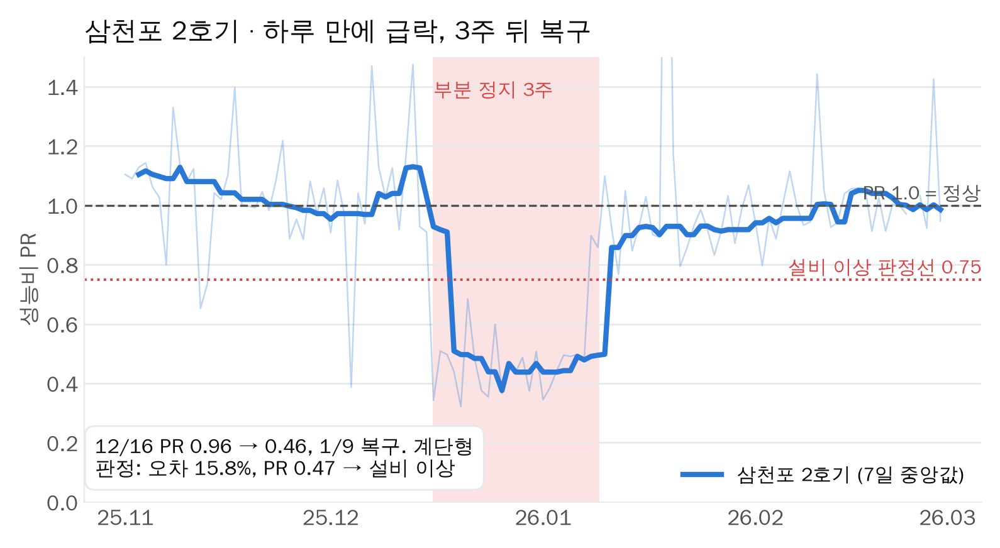 삼천포 2호기 · 하루 만에 급락, 3주 뒤 복구
성능비 PR
1.4
1.2
1.0
0.8
0.6
0.4
0.2
0.0
부분 정지 3주
PR 1.0 = 정상
설비 이상 판정선 0.75
12/16 PR 0.96 → 0.46, 1/9 복구. 계단형
판정: 오차 15.8%, PR 0.47 → 설비 이상
삼천포 2호기 (7일 중앙값)
25.11 25.12 26.01 26.02 26.03